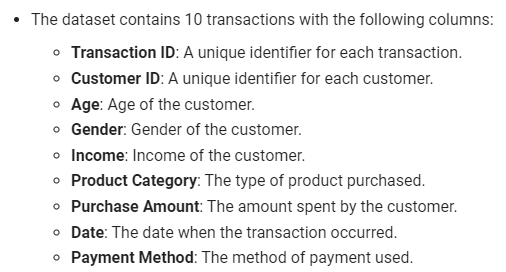 • The dataset contains 10 transactions with the following columns:
○ Transaction ID: A unique identifier for each transaction.
○ Customer ID: A unique identifier for each customer.
○ Age: Age of the customer.
○ Gender: Gender of the customer.
○ Income: Income of the customer.
○ Product Category: The type of product purchased.
○ Purchase Amount: The amount spent by the customer.
○ Date: The date when the transaction occurred.
○ Payment Method: The method of payment used.